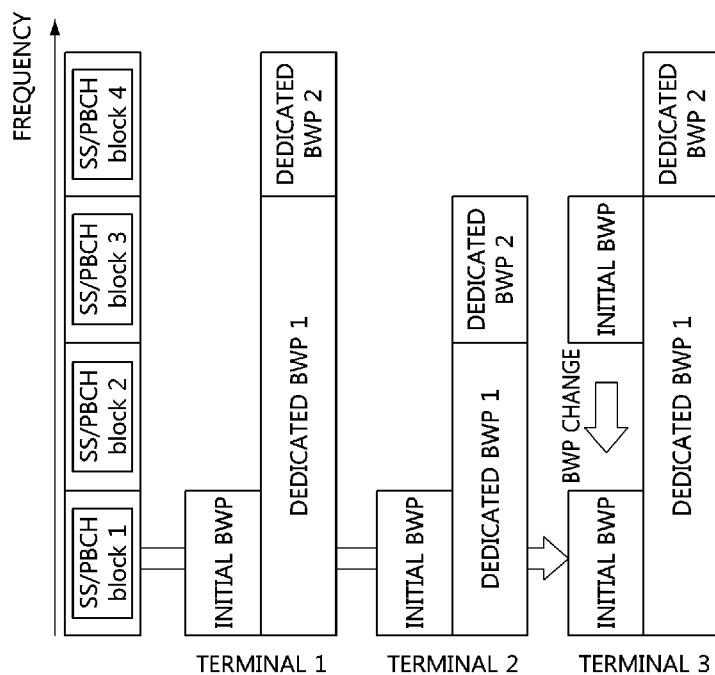 FREQUENCY
SS/PBCH
block 4
SS/PBCH
block 3
SS/PBCH
block 2
SS/PBCH
block 1
INITIAL BWP
DEDICATED
BWP 2
DEDICATED BWP 1
TERMINAL 1
INITIAL BWP
DEDICATED
BWP 2
DEDICATED BWP 1
TERMINAL 2
INITIAL BWP
BWP CHANGE
INITIAL BWP
DEDICATED
BWP 2
DEDICATED BWP 1
TERMINAL 3